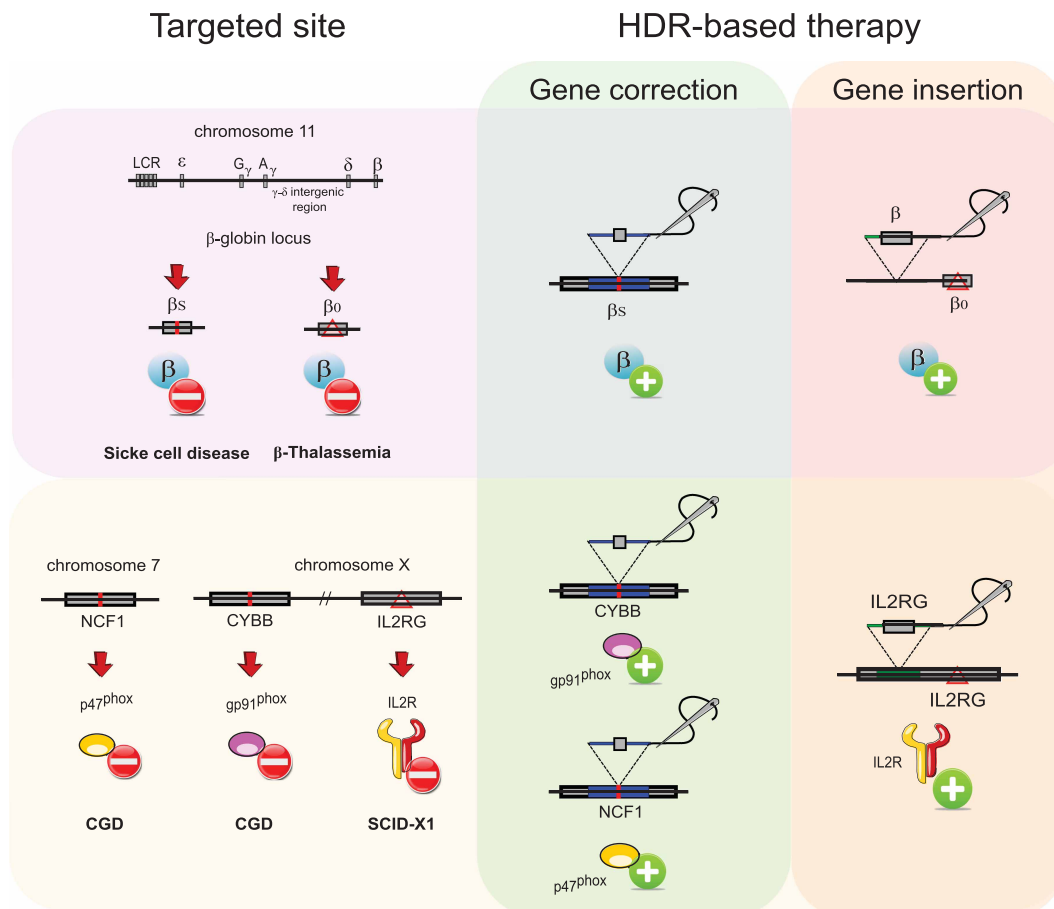 Targeted site
HDR-based therapy
Gene correction
Gene insertion
chromosome 11
LCR ε Gγ Aγ δ β
γ-δ intergenic
region
β-globin locus
βS
β0
β
β
Sicke cell disease
β-Thalassemia
βS
β
β
β0
β
chromosome 7
chromosome X
NCF1
CYBB
IL2RG
p47phox
gp91phox
IL2R
CGD
CGD
SCID-X1
CYBB
gp91phox
NCF1
p47phox
IL2RG
IL2RG
IL2R